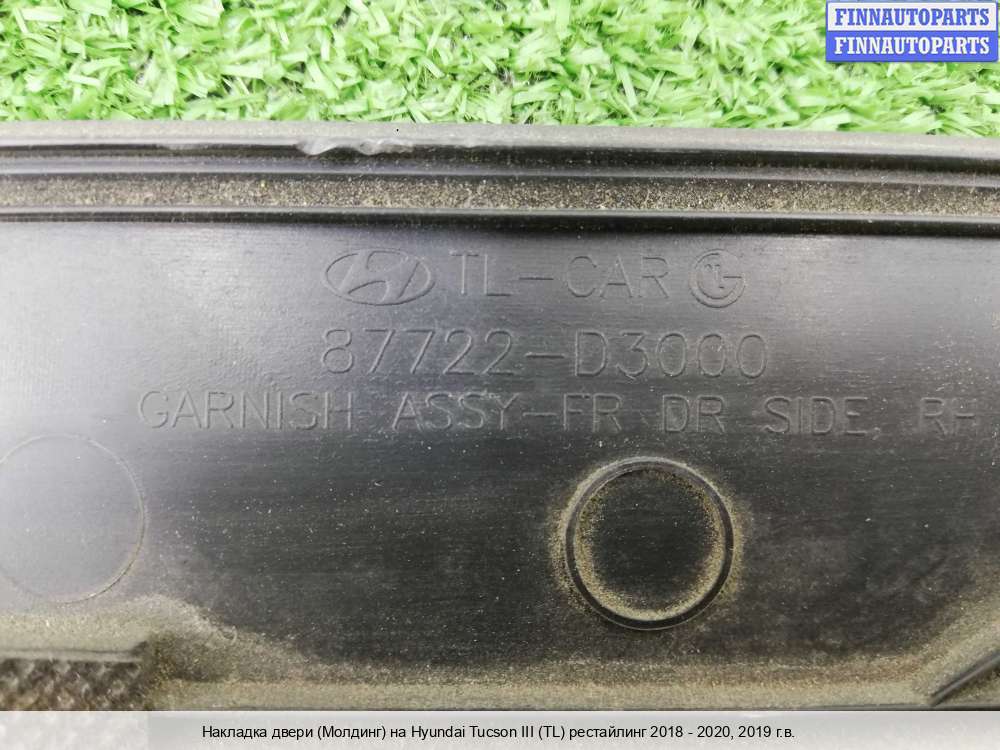 FINNAUTOPARTS
FINNAUTOPARTS
TL-CAR
87722-D3000
GARNISH ASSY-FR DR SIDE, RH
Накладка двери (Молдинг) на Hyundai Tucson III (TL) рестайлинг 2018 - 2020, 2019 г.в.